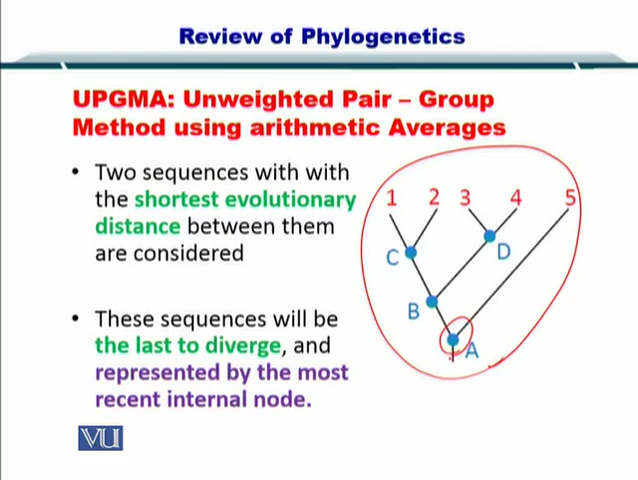 Review of Phylogenetics
UPGMA: Unweighted Pair – Group
Method using arithmetic Averages
• Two sequences with with
the shortest evolutionary
distance between them
are considered
• These sequences will be
the last to diverge, and
represented by the most
recent internal node.
1 2 3 4 5
C D
B
A
VU